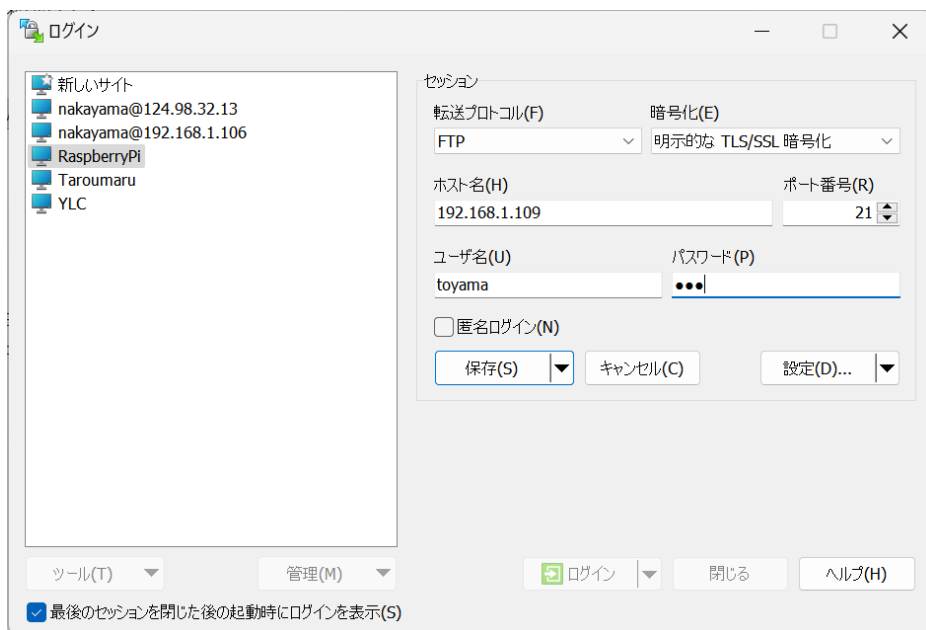 ログイン
新しいサイト
nakayama@124.98.32.13
nakayama@192.168.1.106
RaspberryPi
Taroumaru
YLC
セッション
転送プロトコル(F) 暗号化(E)
FTP 明示的な TLS/SSL 暗号化
ホスト名(H) ポート番号(R)
192.168.1.109 21
ユーザ名(U) パスワード(P)
toyama ●●●
匿名ログイン(N)
保存(S) キャンセル(C) 設定(D)...
ツール(T) 管理(M) ログイン 閉じる ヘルプ(H)
最後のセッションを閉じた後の起動時にログインを表示(S)